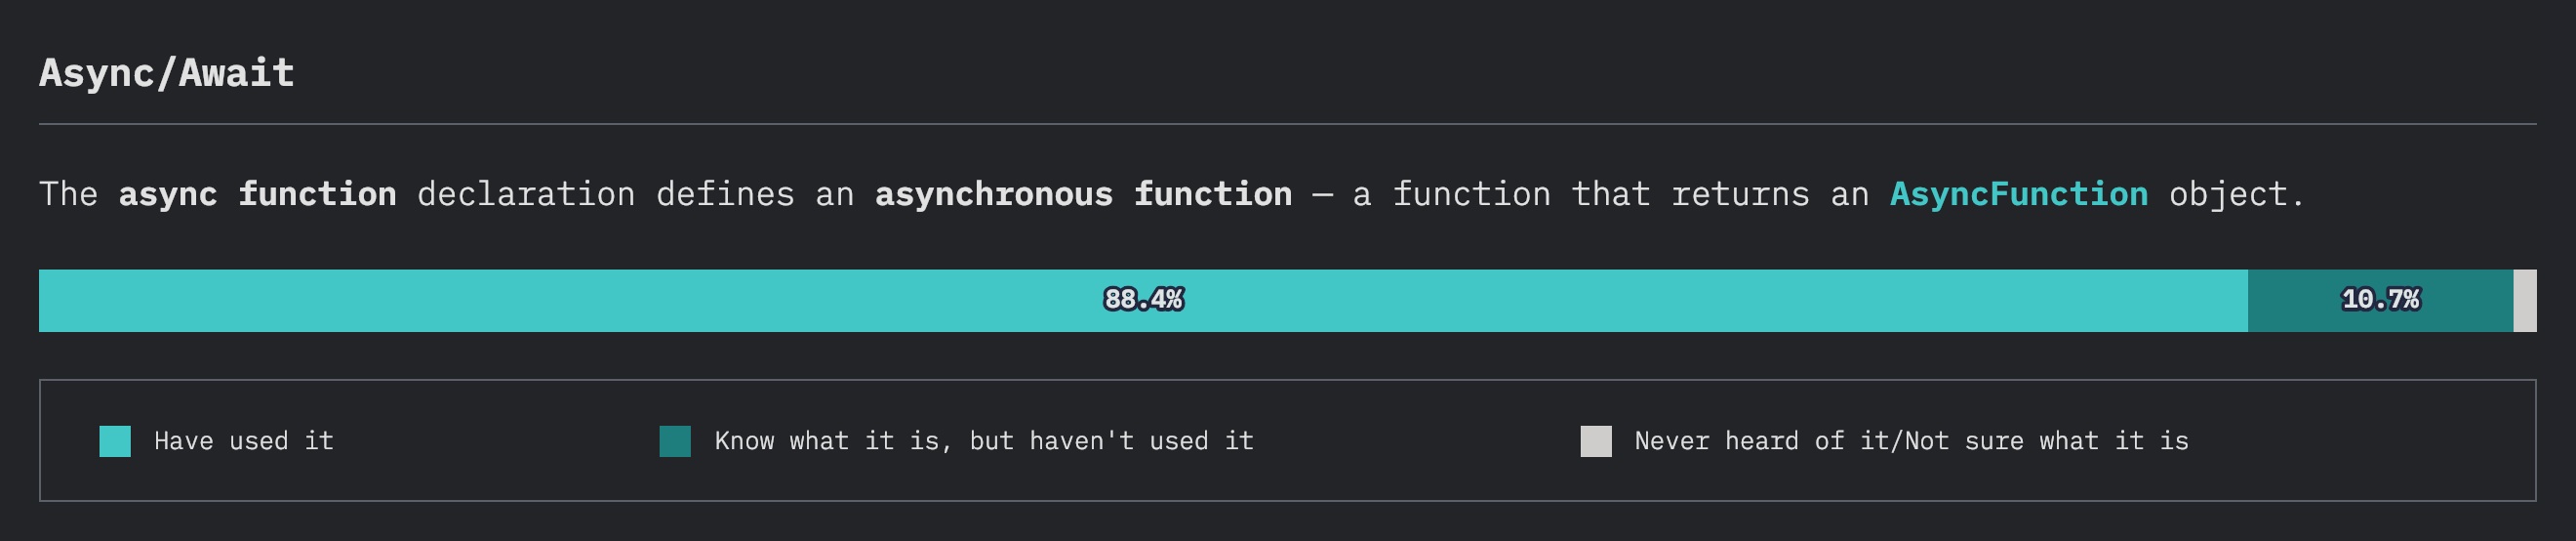 Async/Await
The async function declaration defines an asynchronous function — a function that returns an AsyncFunction object.
88.4% 10.7%
Have used it Know what it is, but haven't used it Never heard of it/Not sure what it is